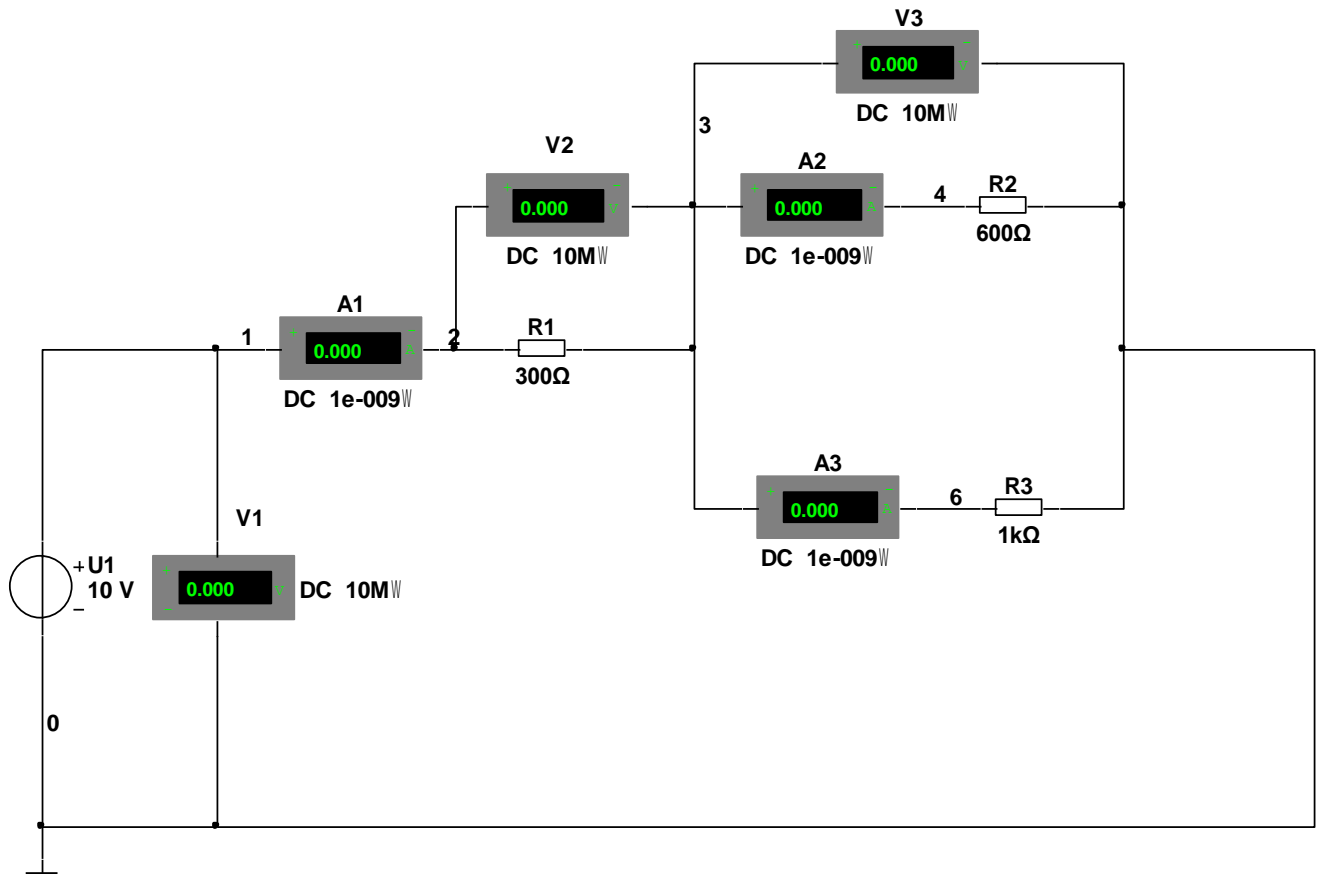 V3
+ 0.000 V −
DC 10MW
3
V2
+ 0.000 V −
DC 10MW
A2
+ 0.000 A −
DC 1e-009W
4
R2
600Ω
1
A1
+ 0.000 A −
DC 1e-009W
2
R1
300Ω
A3
+ 0.000 A −
DC 1e-009W
6
R3
1kΩ
V1
+ 0.000 V −
DC 10MW
+ U1
10 V
−
0